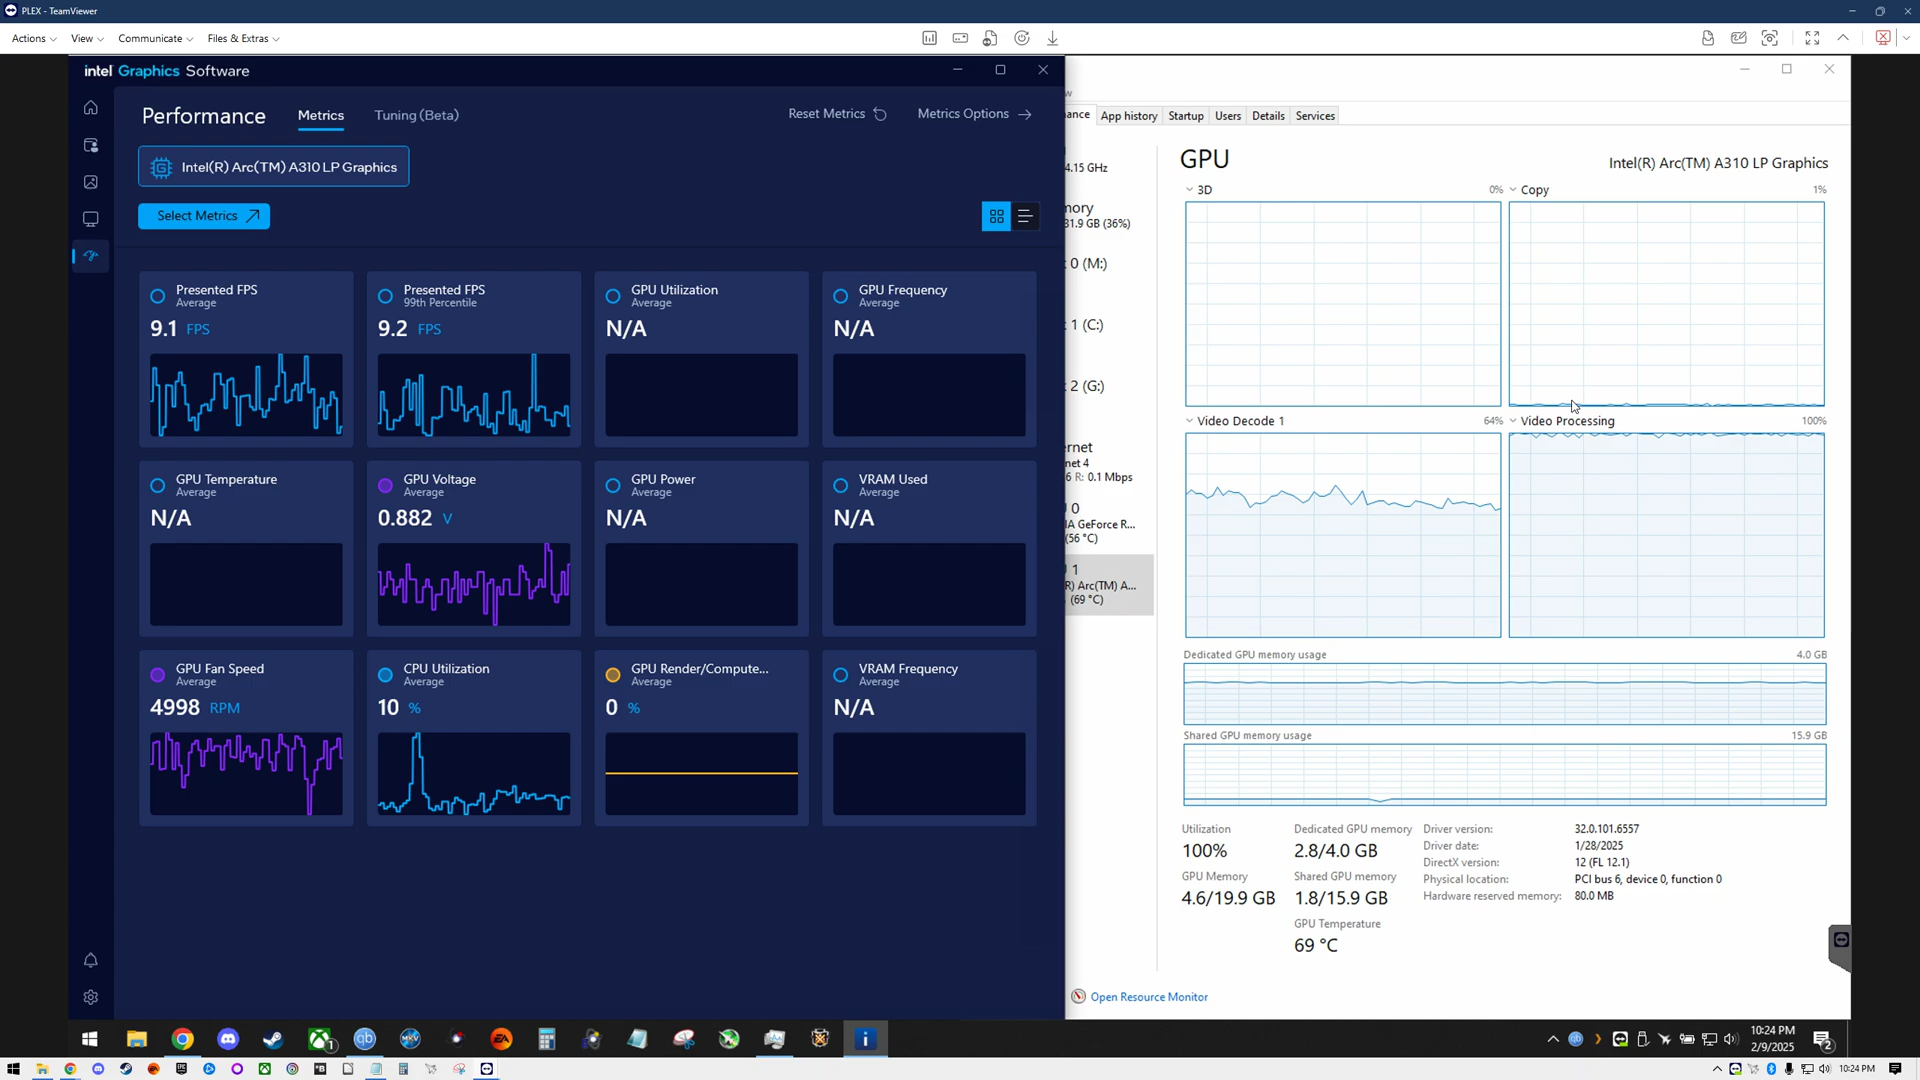 PLEX - TeamViewer
Actions View Communicate Files & Extras
intel Graphics Software
Performance Metrics Tuning (Beta) Reset Metrics Metrics Options
Intel(R) Arc(TM) A310 LP Graphics
Select Metrics
Presented FPS
Average
9.1 FPS
Presented FPS
99th Percentile
9.2 FPS
GPU Utilization
Average
N/A
GPU Frequency
Average
N/A
GPU Temperature
Average
N/A
GPU Voltage
Average
0.882 V
GPU Power
Average
N/A
VRAM Used
Average
N/A
GPU Fan Speed
Average
4998 RPM
CPU Utilization
Average
10 %
GPU Render/Compute...
Average
0 %
VRAM Frequency
Average
N/A
ance App history Startup Users Details Services
4.15 GHz
mory
31.9 GB (36%)
0 (M:)
1 (C:)
2 (G:)
ernet
net 4
6 R: 0.1 Mbps
0
IA GeForce R...
(56 °C)
1
R) Arc(TM) A...
(69 °C)
GPU
Intel(R) Arc(TM) A310 LP Graphics
3D 0%
Copy 1%
Video Decode 1 64%
Video Processing 100%
Dedicated GPU memory usage 4.0 GB
Shared GPU memory usage 15.9 GB
Utilization
100%
Dedicated GPU memory
2.8/4.0 GB
GPU Memory
4.6/19.9 GB
Shared GPU memory
1.8/15.9 GB
GPU Temperature
69 °C
Driver version: 32.0.101.6557
Driver date: 1/28/2025
DirectX version: 12 (FL 12.1)
Physical location: PCI bus 6, device 0, function 0
Hardware reserved memory: 80.0 MB
Open Resource Monitor
10:24 PM
2/9/2025
10:24 PM